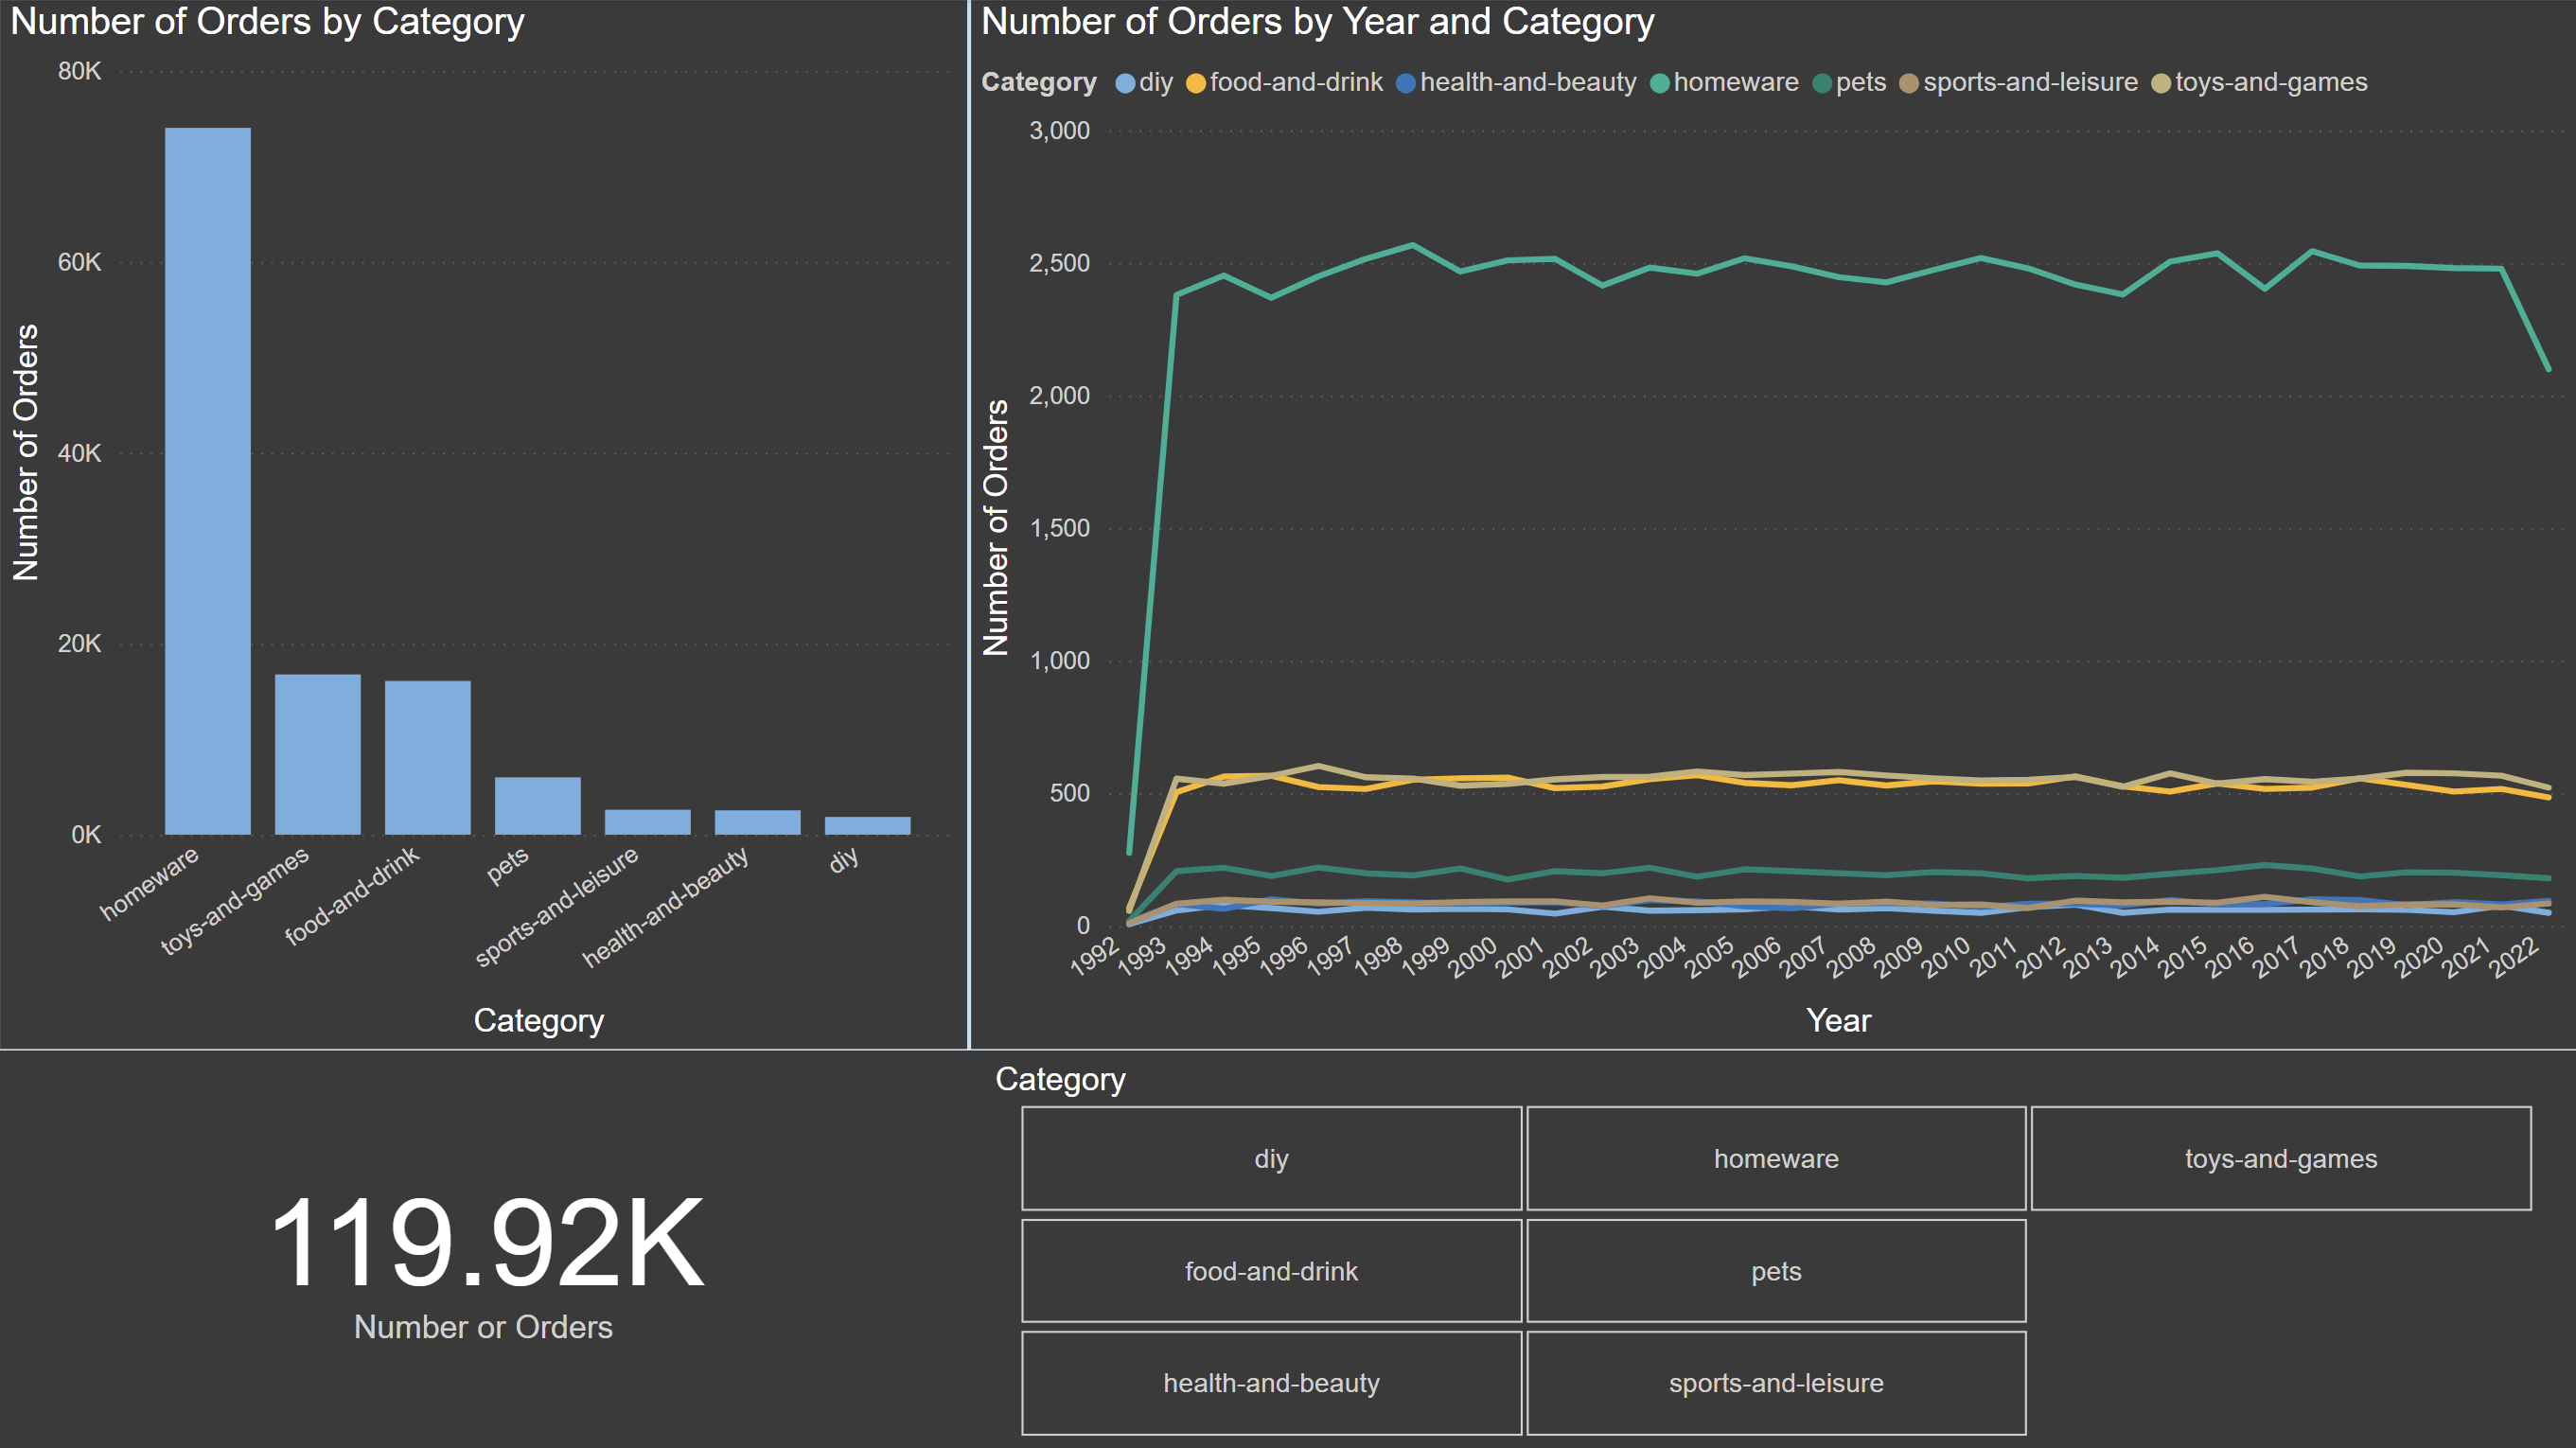 Number of Orders by Category
80K
60K
40K
20K
0K
Number of Orders
homeware
toys-and-games
food-and-drink
pets
sports-and-leisure
health-and-beauty
diy
Category
Number of Orders by Year and Category
Category diy food-and-drink health-and-beauty homeware pets sports-and-leisure toys-and-games
3,000
2,500
2,000
1,500
1,000
500
0
Number of Orders
1992
1993
1994
1995
1996
1997
1998
1999
2000
2001
2002
2003
2004
2005
2006
2007
2008
2009
2010
2011
2012
2013
2014
2015
2016
2017
2018
2019
2020
2021
2022
Year
119.92K
Number or Orders
Category
diy homeware toys-and-games
food-and-drink pets
health-and-beauty sports-and-leisure